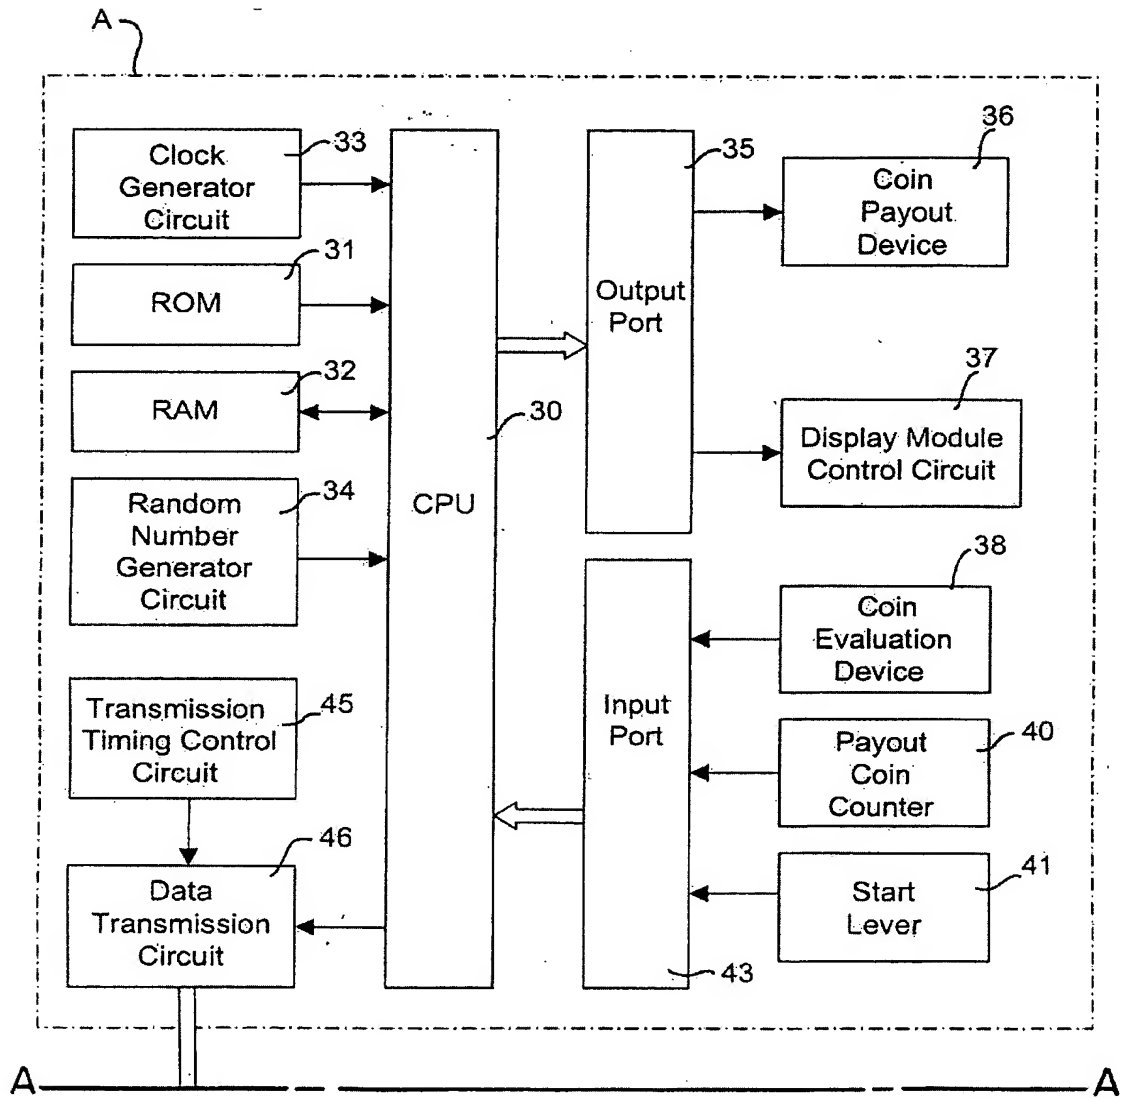 A
Clock
Generator
Circuit
33
ROM
31
RAM
32
Random
Number
Generator
Circuit
34
Transmission
Timing Control
Circuit
45
Data
Transmission
Circuit
46
CPU
30
Output
Port
35
Input
Port
43
Coin
Payout
Device
36
Display Module
Control Circuit
37
Coin
Evaluation
Device
38
Payout
Coin
Counter
40
Start
Lever
41
A
A